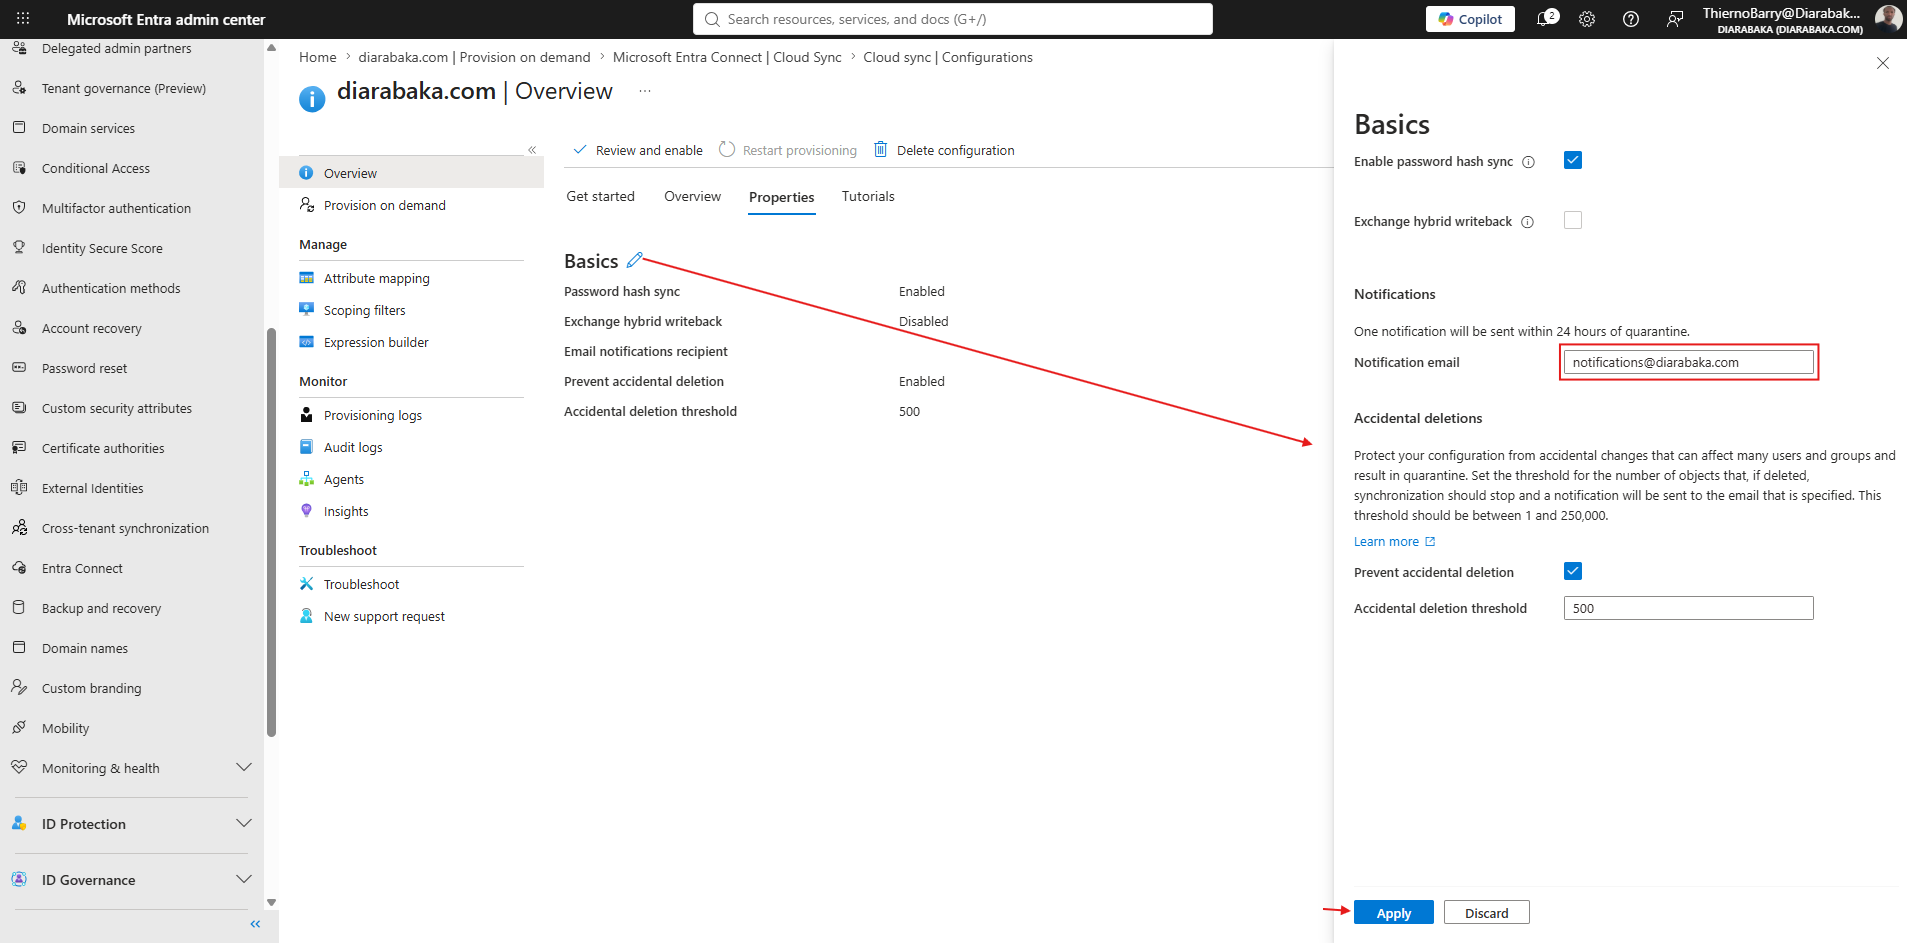 Microsoft Entra admin center
Search resources, services, and docs (G+/)
Copilot
2
ThiernoBarry@Diarabak...
DIARABAKA (DIARABAKA.COM)
Delegated admin partners
Tenant governance (Preview)
Domain services
Conditional Access
Multifactor authentication
Identity Secure Score
Authentication methods
Account recovery
Password reset
Custom security attributes
Certificate authorities
External Identities
Cross-tenant synchronization
Entra Connect
Backup and recovery
Domain names
Custom branding
Mobility
Monitoring & health
ID Protection
ID Governance
Home > diarabaka.com | Provision on demand > Microsoft Entra Connect | Cloud Sync > Cloud sync | Configurations
diarabaka.com | Overview ...
Overview
Provision on demand
Manage
Attribute mapping
Scoping filters
Expression builder
Monitor
Provisioning logs
Audit logs
Agents
Insights
Troubleshoot
Troubleshoot
New support request
Review and enable Restart provisioning Delete configuration
Get started Overview Properties Tutorials
Basics
Password hash sync Enabled
Exchange hybrid writeback Disabled
Email notifications recipient
Prevent accidental deletion Enabled
Accidental deletion threshold 500
Basics
Enable password hash sync
Exchange hybrid writeback
Notifications
One notification will be sent within 24 hours of quarantine.
Notification email notifications@diarabaka.com
Accidental deletions
Protect your configuration from accidental changes that can affect many users and groups and
result in quarantine. Set the threshold for the number of objects that, if deleted,
synchronization should stop and a notification will be sent to the email that is specified. This
threshold should be between 1 and 250,000.
Learn more
Prevent accidental deletion
Accidental deletion threshold 500
Apply Discard